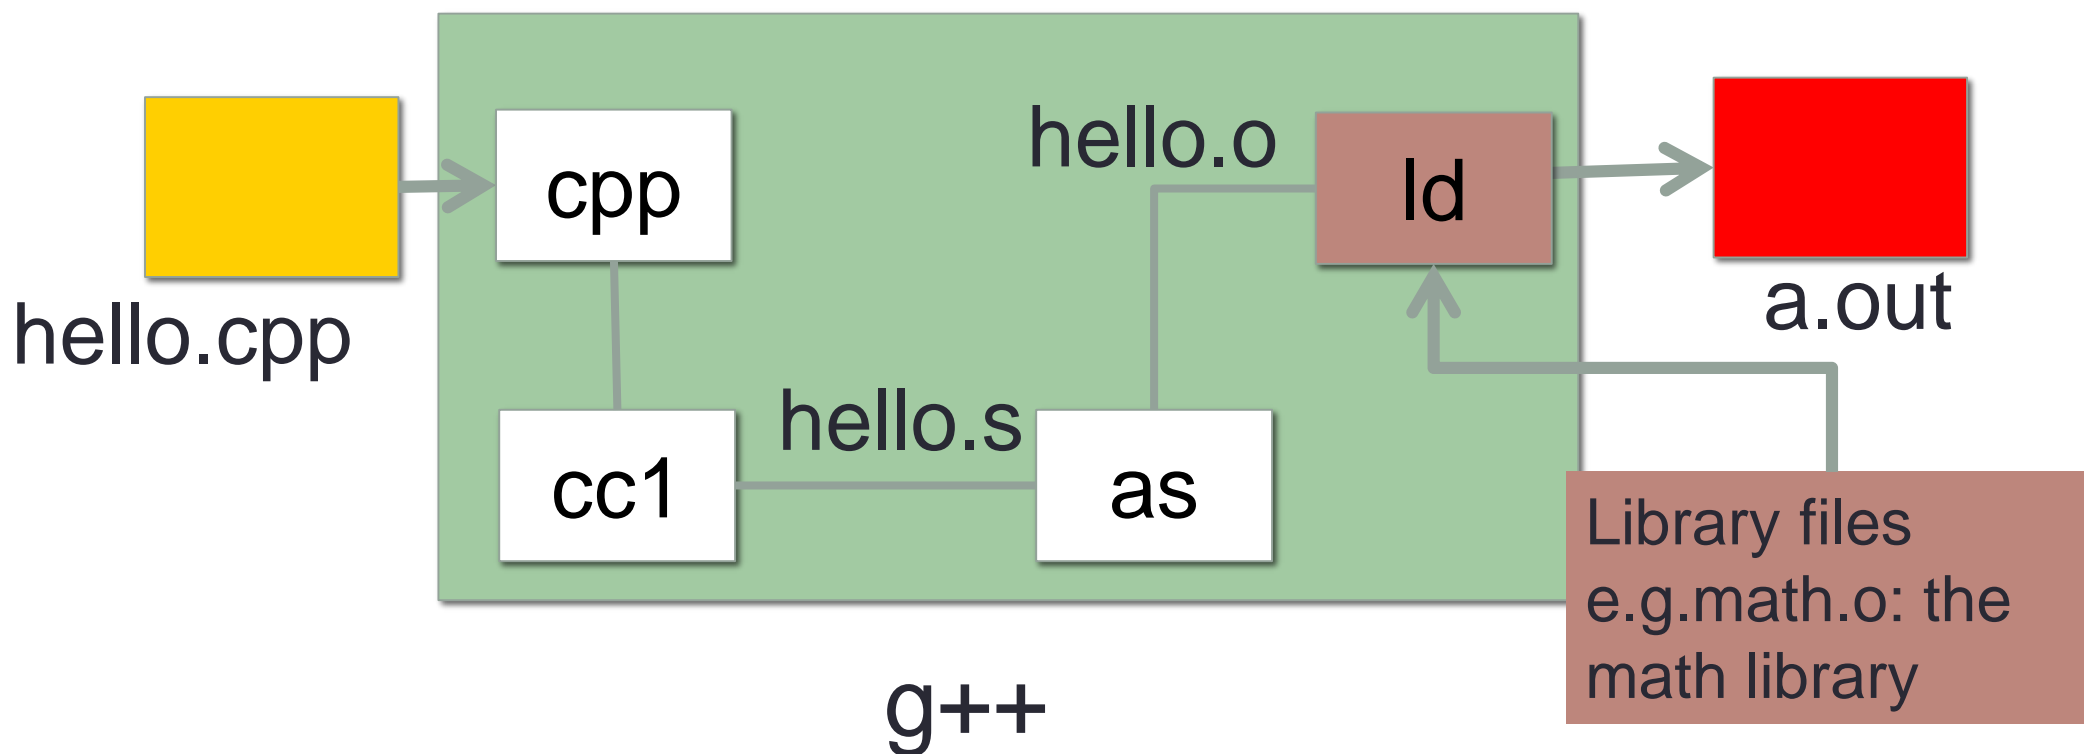 hello.cpp
cpp
cc1
hello.s
as
hello.o
ld
a.out
Library files
e.g.math.o: the
math library
g++